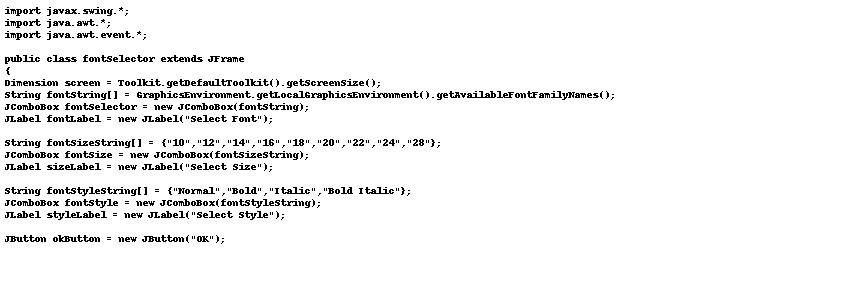 import javax.swing.*;
import java.awt.*;
import java.awt.event.*;
public class fontSelector extends JFrame
{
Dimension screen = Toolkit.getDefaultToolkit().getScreenSize();
String fontString[] = GraphicsEnvironment.getLocalGraphicsEnvironment().getAvailableFontFamilyNames();
JComboBox fontSelector = new JComboBox(fontString);
JLabel fontLabel = new JLabel("Select Font");
String fontSizeString[] = {"10","12","14","16","18","20","22","24","28"};
JComboBox fontSize = new JComboBox(fontSizeString);
JLabel sizeLabel = new JLabel("Select Size");
String fontStyleString[] = {"Normal","Bold","Italic","Bold Italic"};
JComboBox fontStyle = new JComboBox(fontStyleString);
JLabel styleLabel = new JLabel("Select Style");
JButton okButton = new JButton("OK");